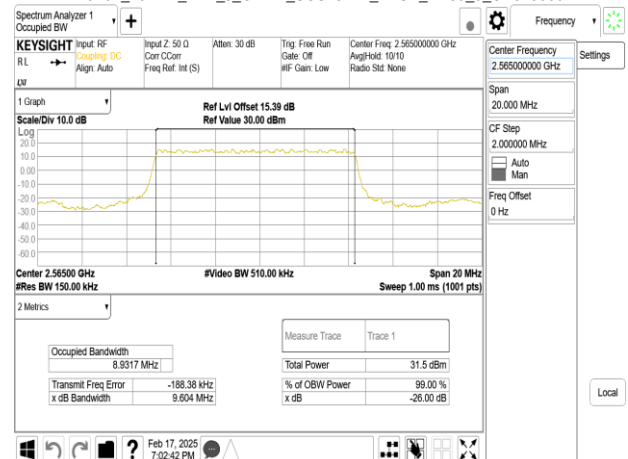 Spectrum Analyzer 1
Occupied BW
Frequency
KEYSIGHT
RL
Input: RF
Coupling: DC
Align: Auto
Input Z: 50 Ω
Corr CCorr
Freq Ref: Int (S)
Atten: 30 dB
Trig: Free Run
Gate: Off
#IF Gain: Low
Center Freq: 2.565000000 GHz
Avg|Hold: 10/10
Radio Std: None
Center Frequency
2.565000000 GHz
Settings
Span
20.000 MHz
CF Step
2.000000 MHz
Auto
Man
Freq Offset
0 Hz
Local
1 Graph
Scale/Div 10.0 dB
Ref Lvl Offset 15.39 dB
Ref Value 30.00 dBm
Log
20.0
10.0
0.00
-10.0
-20.0
-30.0
-40.0
-50.0
-60.0
Center 2.56500 GHz
#Video BW 510.00 kHz
Span 20 MHz
#Res BW 150.00 kHz
Sweep 1.00 ms (1001 pts)
2 Metrics
Measure Trace
Trace 1
Occupied Bandwidth
8.9317 MHz
Total Power
31.5 dBm
Transmit Freq Error
-188.38 kHz
% of OBW Power
99.00 %
x dB Bandwidth
9.604 MHz
x dB
-26.00 dB
?
Feb 17, 2025
7:02:42 PM